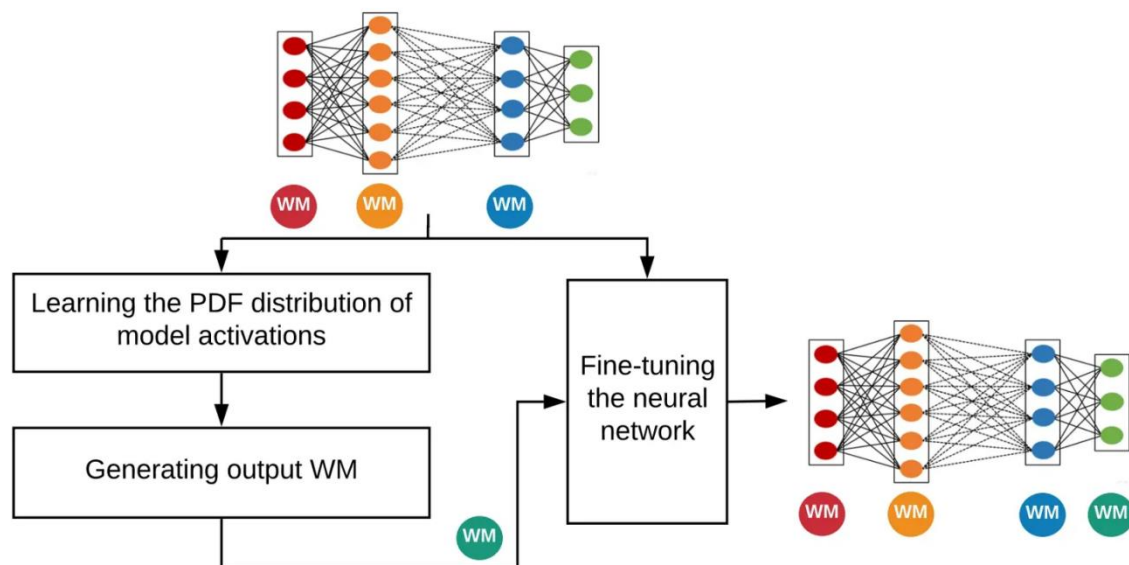 WM
WM
WM
Learning the PDF distribution of
model activations
Fine-tuning
the neural
network
Generating output WM
WM
WM
WM
WM
WM